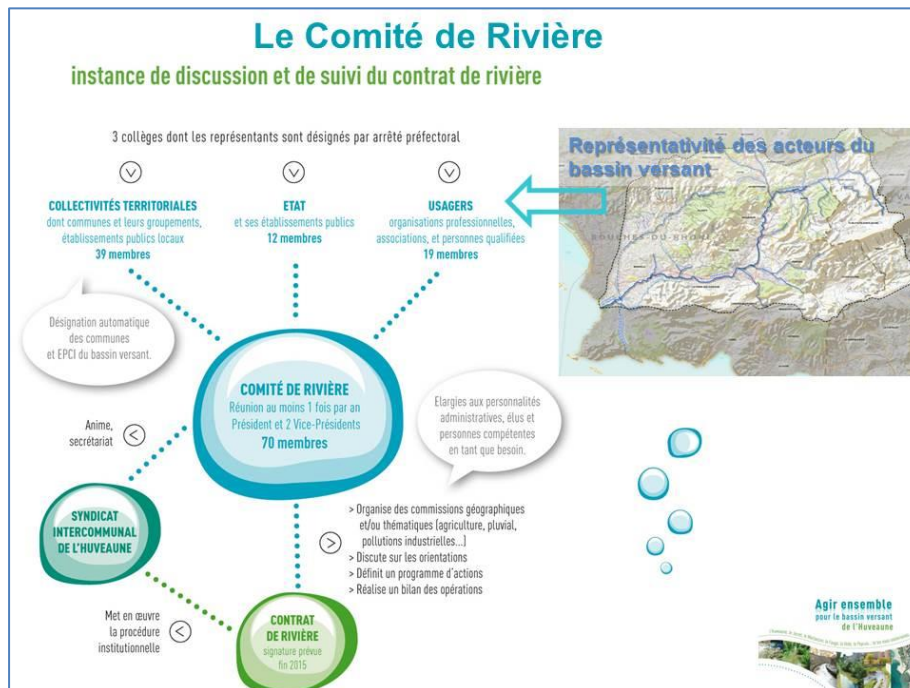 Le Comité de Rivière
instance de discussion et de suivi du contrat de rivière
3 collèges dont les représentants sont désignés par arrêté préfectoral
COLLECTIVITÉS TERRITORIALES
dont communes et leurs groupements,
établissements publics locaux
39 membres
ETAT
et ses établissements publics
12 membres
USAGERS
organisations professionnelles,
associations, et personnes qualifiées
19 membres
Représentativité des acteurs du
bassin versant
BOUCHES-DU-RHÔNE
Désignation automatique
des communes
et EPCI du bassin versant.
COMITÉ DE RIVIÈRE
Réunion au moins 1 fois par an
Président et 2 Vice-Présidents
70 membres
Elargies aux personnalités
administratives, élus et
personnes compétentes
en tant que besoin.
Anime,
secrétariat
SYNDICAT
INTERCOMMUNAL
DE L'HUVEAUNE
> Organise des commissions géographiques
et/ou thématiques (agriculture, pluvial,
pollutions industrielles...)
> Discute sur les orientations
> Définit un programme d'actions
> Réalise un bilan des opérations
Met en œuvre
la procédure
institutionnelle
CONTRAT
DE RIVIÈRE
signature prévue
fin 2015
Agir ensemble
pour le bassin versant
de l'Huveaune